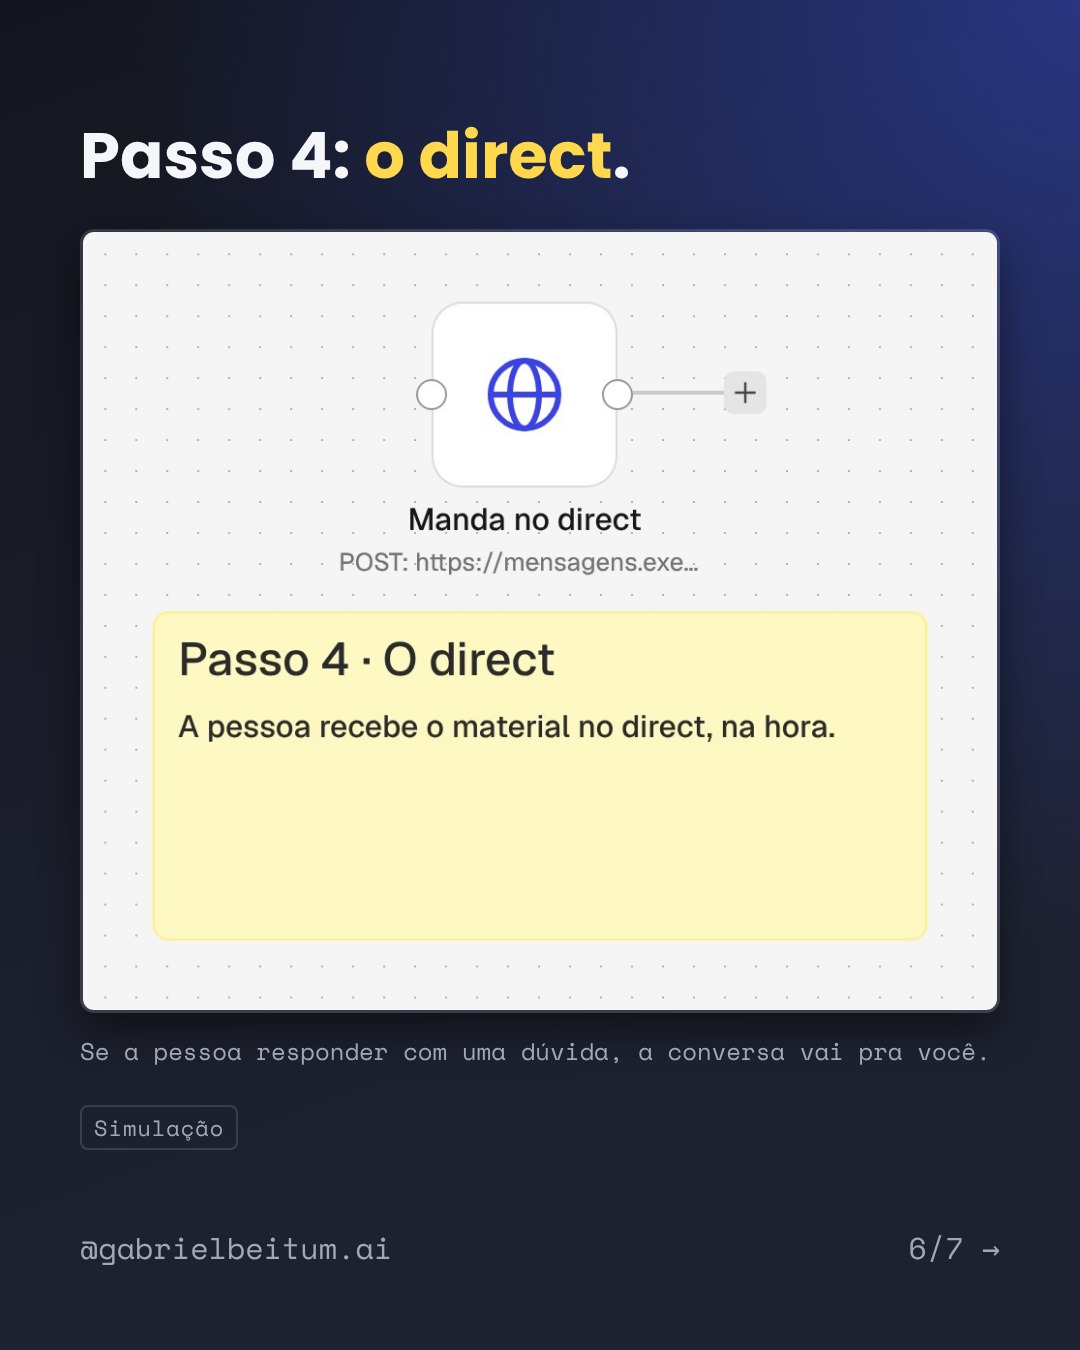 Passo 4: o direct.
Manda no direct
POST: https://mensagens.exe...
Passo 4 · O direct
A pessoa recebe o material no direct, na hora.
Se a pessoa responder com uma dúvida, a conversa vai pra você.
Simulação
@gabrielbeitum.ai
6/7 →